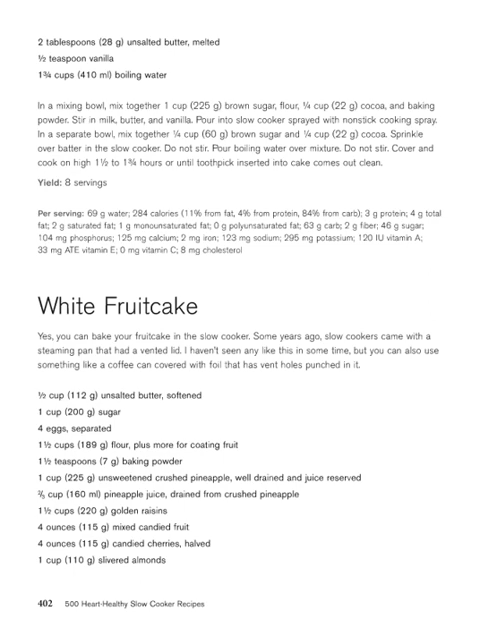 2 tablespoons (28 g) unsalted butter, melted
½ teaspoon vanilla
1¾ cups (410 ml) boiling water
In a mixing bowl, mix together 1 cup (225 g) brown sugar, flour, ¼ cup (22 g) cocoa, and baking
powder. Stir in milk, butter, and vanilla. Pour into slow cooker sprayed with nonstick cooking spray.
In a separate bowl, mix together ¼ cup (60 g) brown sugar and ¼ cup (22 g) cocoa. Sprinkle
over batter in the slow cooker. Do not stir. Pour boiling water over mixture. Do not stir. Cover and
cook on high 1½ to 1¾ hours or until toothpick inserted into cake comes out clean.
Yield: 8 servings
Per serving: 69 g water; 284 calories (11% from fat, 4% from protein, 84% from carb); 3 g protein; 4 g total
fat; 2 g saturated fat; 1 g monounsaturated fat; 0 g polyunsaturated fat; 63 g carb; 2 g fiber; 46 g sugar;
104 mg phosphorus; 125 mg calcium; 2 mg iron; 123 mg sodium; 295 mg potassium; 120 IU vitamin A;
33 mg ATE vitamin E; 0 mg vitamin C; 8 mg cholesterol
White Fruitcake
Yes, you can bake your fruitcake in the slow cooker. Some years ago, slow cookers came with a
steaming pan that had a vented lid. I haven't seen any like this in some time, but you can also use
something like a coffee can covered with foil that has vent holes punched in it.
½ cup (112 g) unsalted butter, softened
1 cup (200 g) sugar
4 eggs, separated
1½ cups (189 g) flour, plus more for coating fruit
1½ teaspoons (7 g) baking powder
1 cup (225 g) unsweetened crushed pineapple, well drained and juice reserved
⅔ cup (160 ml) pineapple juice, drained from crushed pineapple
1½ cups (220 g) golden raisins
4 ounces (115 g) mixed candied fruit
4 ounces (115 g) candied cherries, halved
1 cup (110 g) slivered almonds
402 500 Heart-Healthy Slow Cooker Recipes